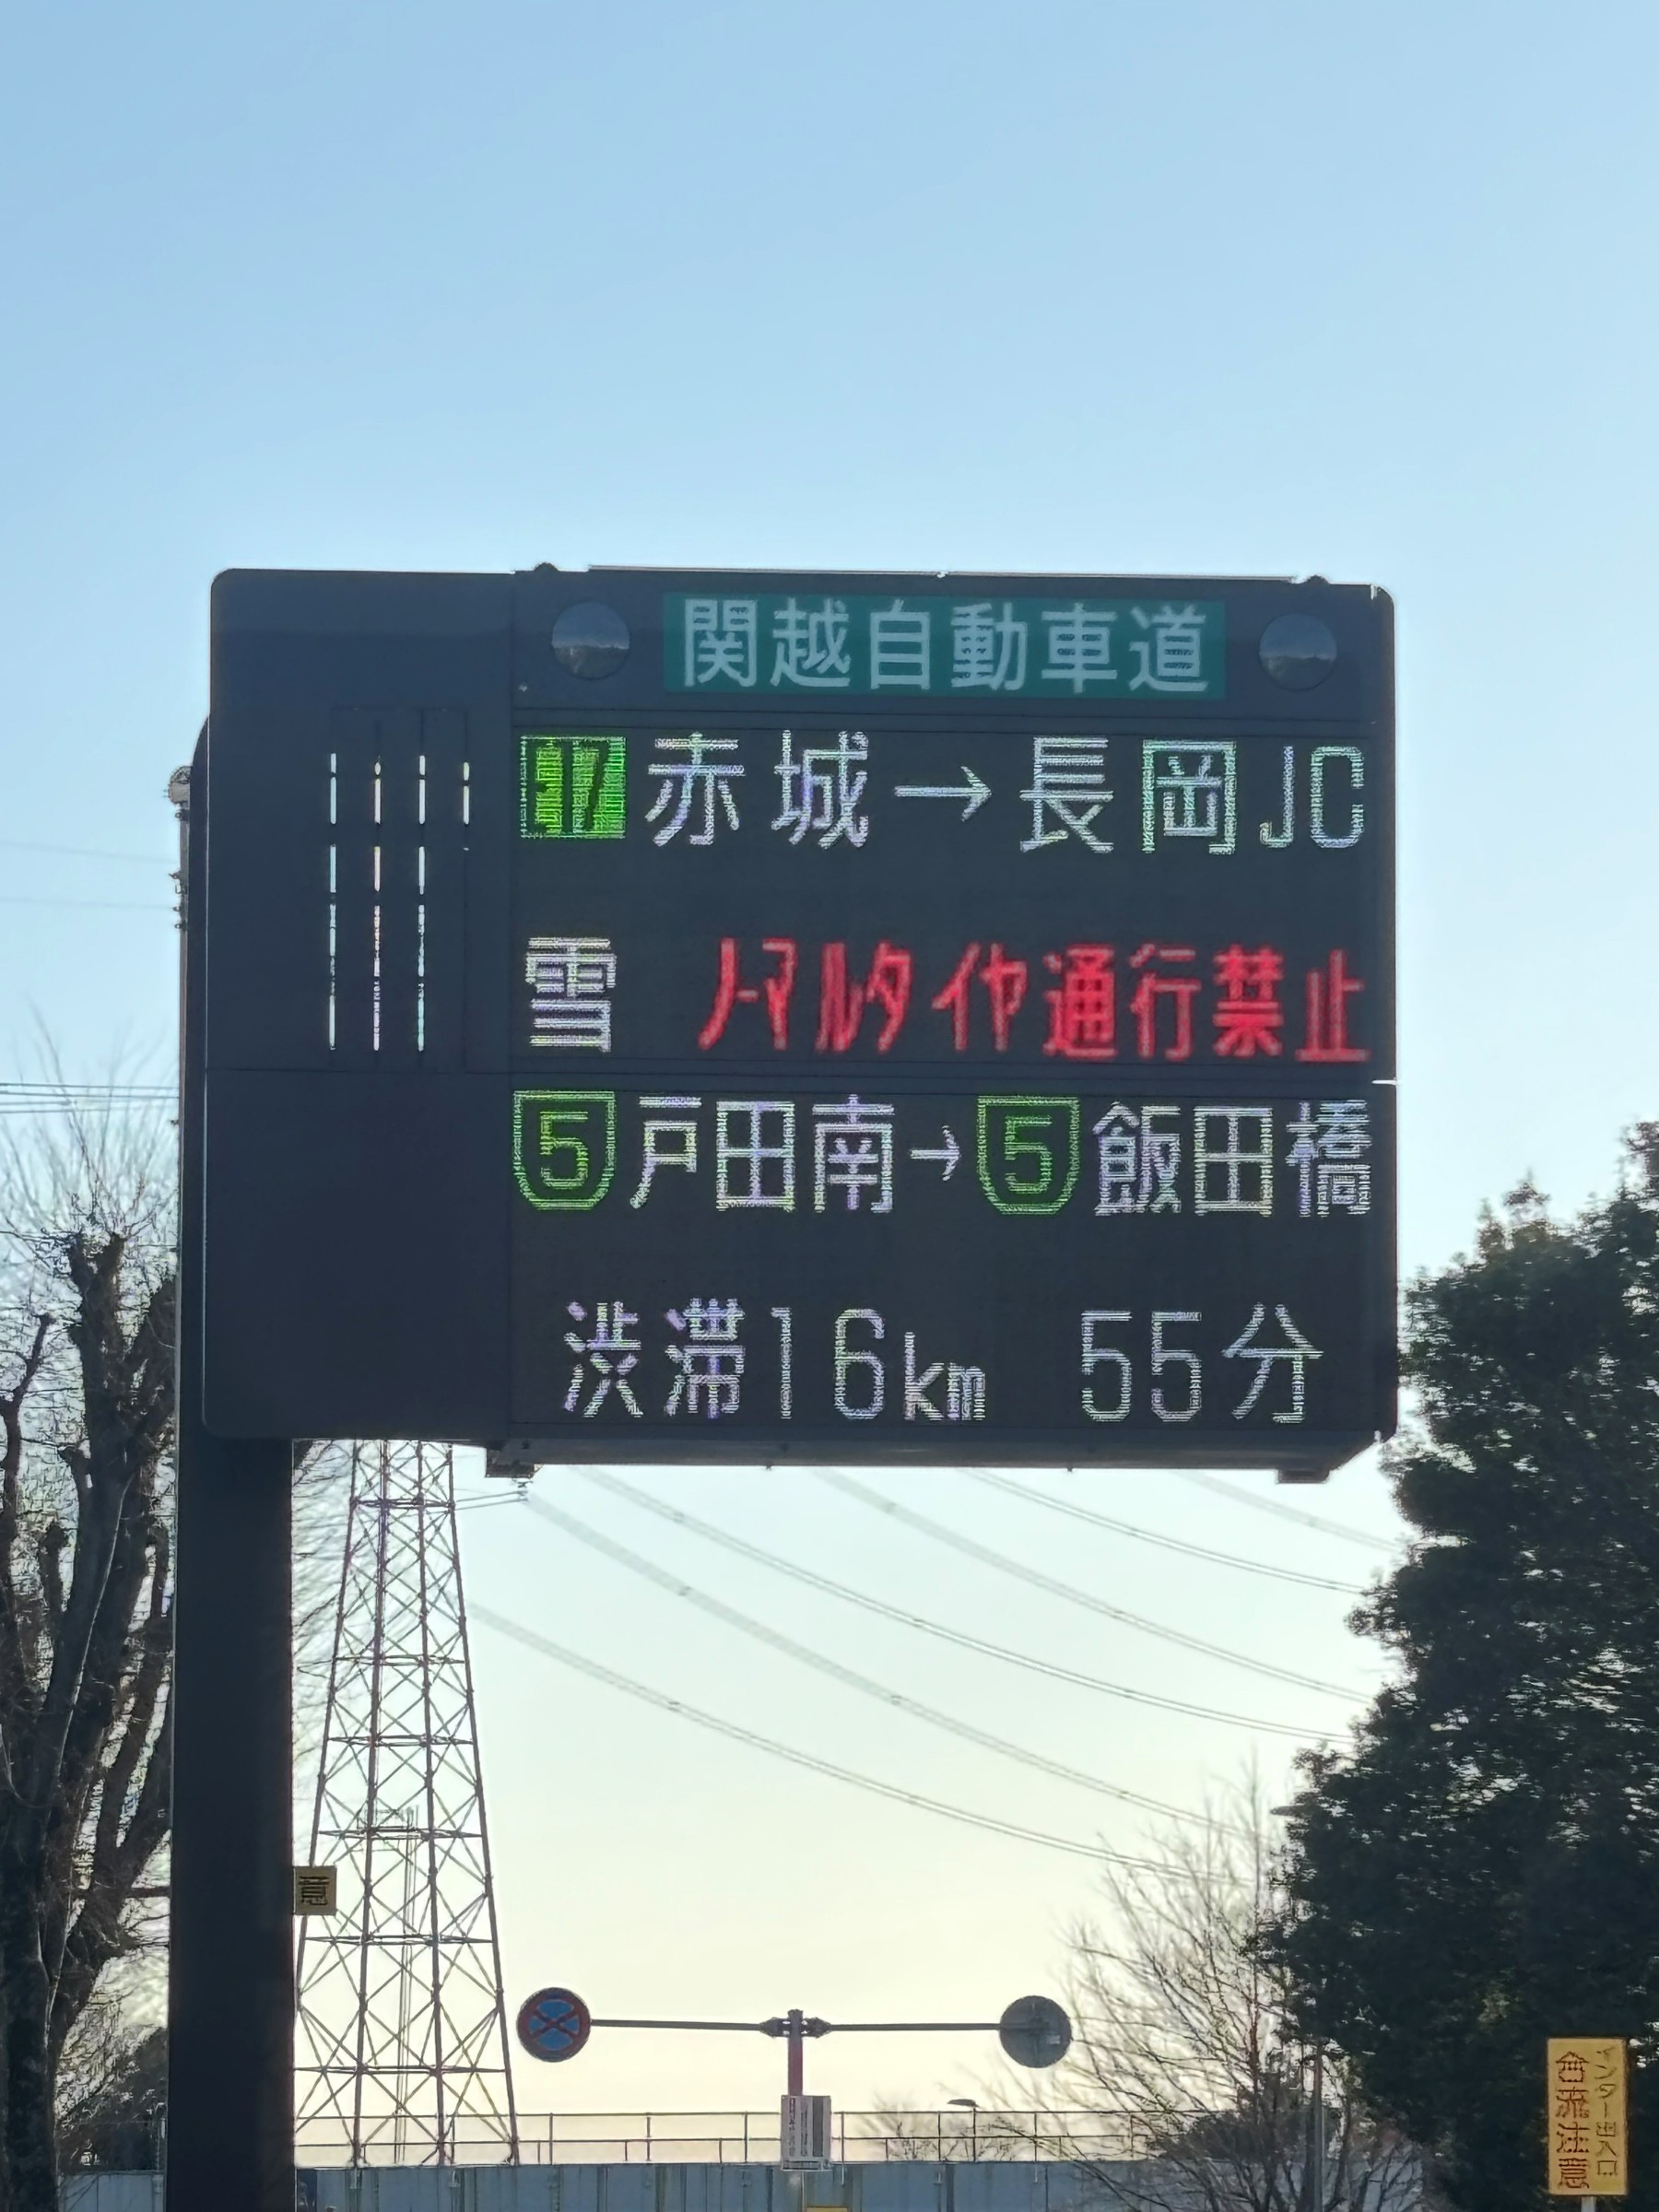 関越自動車道
17 赤城→長岡JC
雪 ノーマルタイヤ通行禁止
5 戸田南→5 飯田橋
渋滞16km 55分
意
インター出入口
合流注意